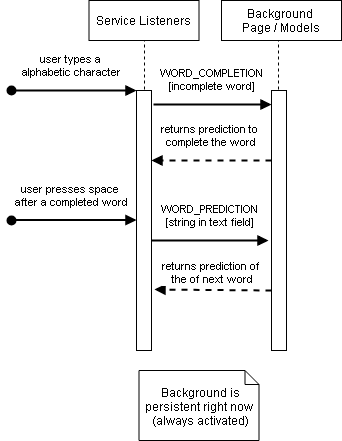 Service Listeners
Background
Page / Models
user types a
alphabetic character
WORD_COMPLETION
[incomplete word]
returns prediction to
complete the word
user presses space
after a completed word
WORD_PREDICTION
[string in text field]
returns prediction of
the of next word
Background is
persistent right now
(always activated)